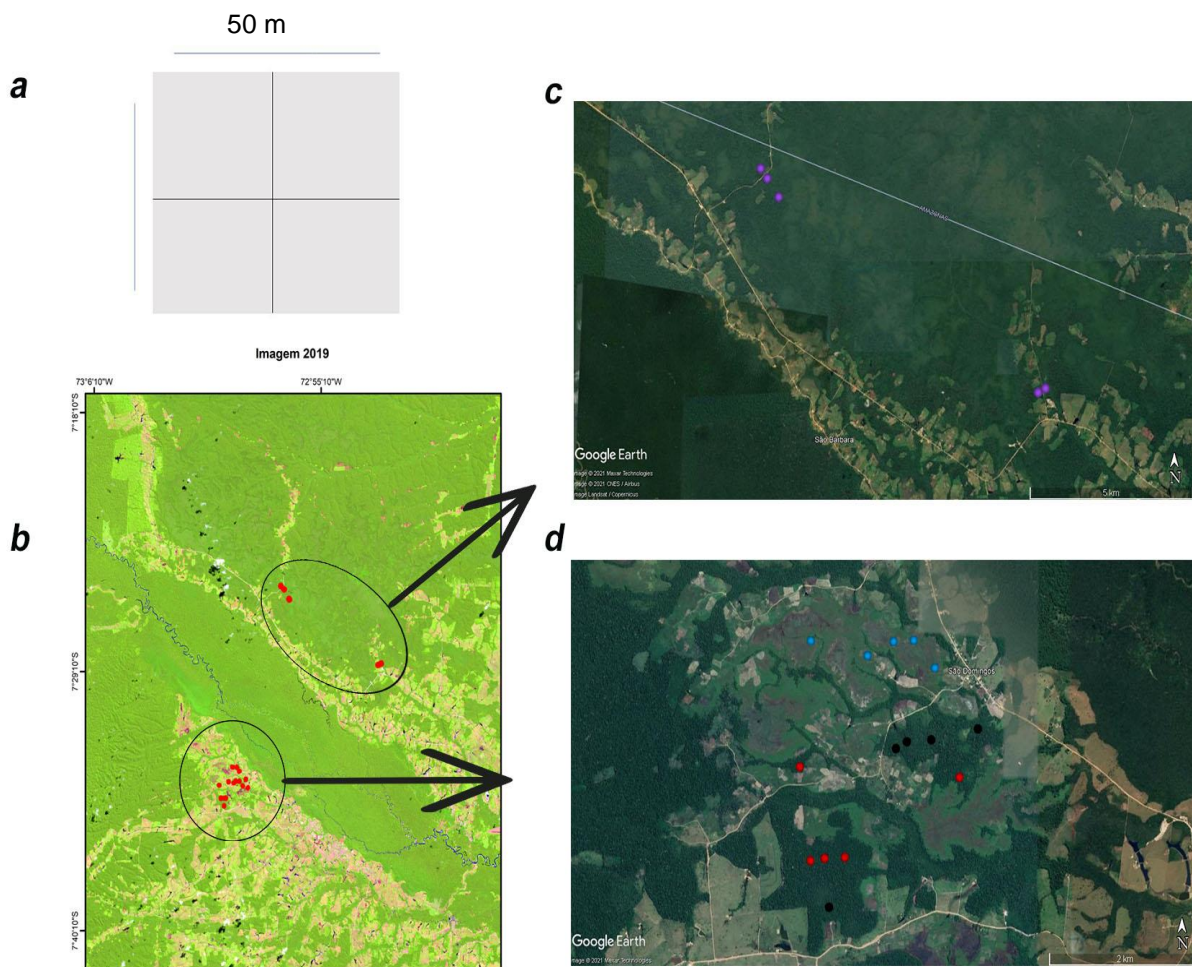 50 m
a
Imagem 2019
73°6'10"W
72°55'10"W
7°18'10"S
7°29'10"S
7°40'10"S
b
c
AMAZONAS
São Bárbara
Google Earth
Image © 2021 Maxar Technologies
Image © 2021 CNES / Airbus
Image Landsat / Copernicus
N
5 km
d
São Domingos
Google Earth
Image © 2021 Maxar Technologies
N
2 km